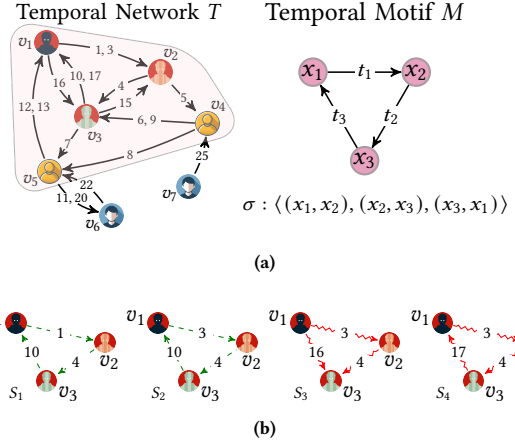 Temporal Network T
Temporal Motif M
v1
1, 3
v2
16
10, 17
4
15
5
v4
12, 13
v3
6, 9
7
8
v5
22
11, 20
v6
25
v7
x1
t1
x2
t3
t2
x3
σ : ⟨(x1, x2), (x2, x3), (x3, x1)⟩
(a)
1
10
4
v2
S1
v3
v1
3
10
4
v2
S2
v3
v1
3
16
4
v2
S3
v3
v1
3
17
4
S4
v3
(b)